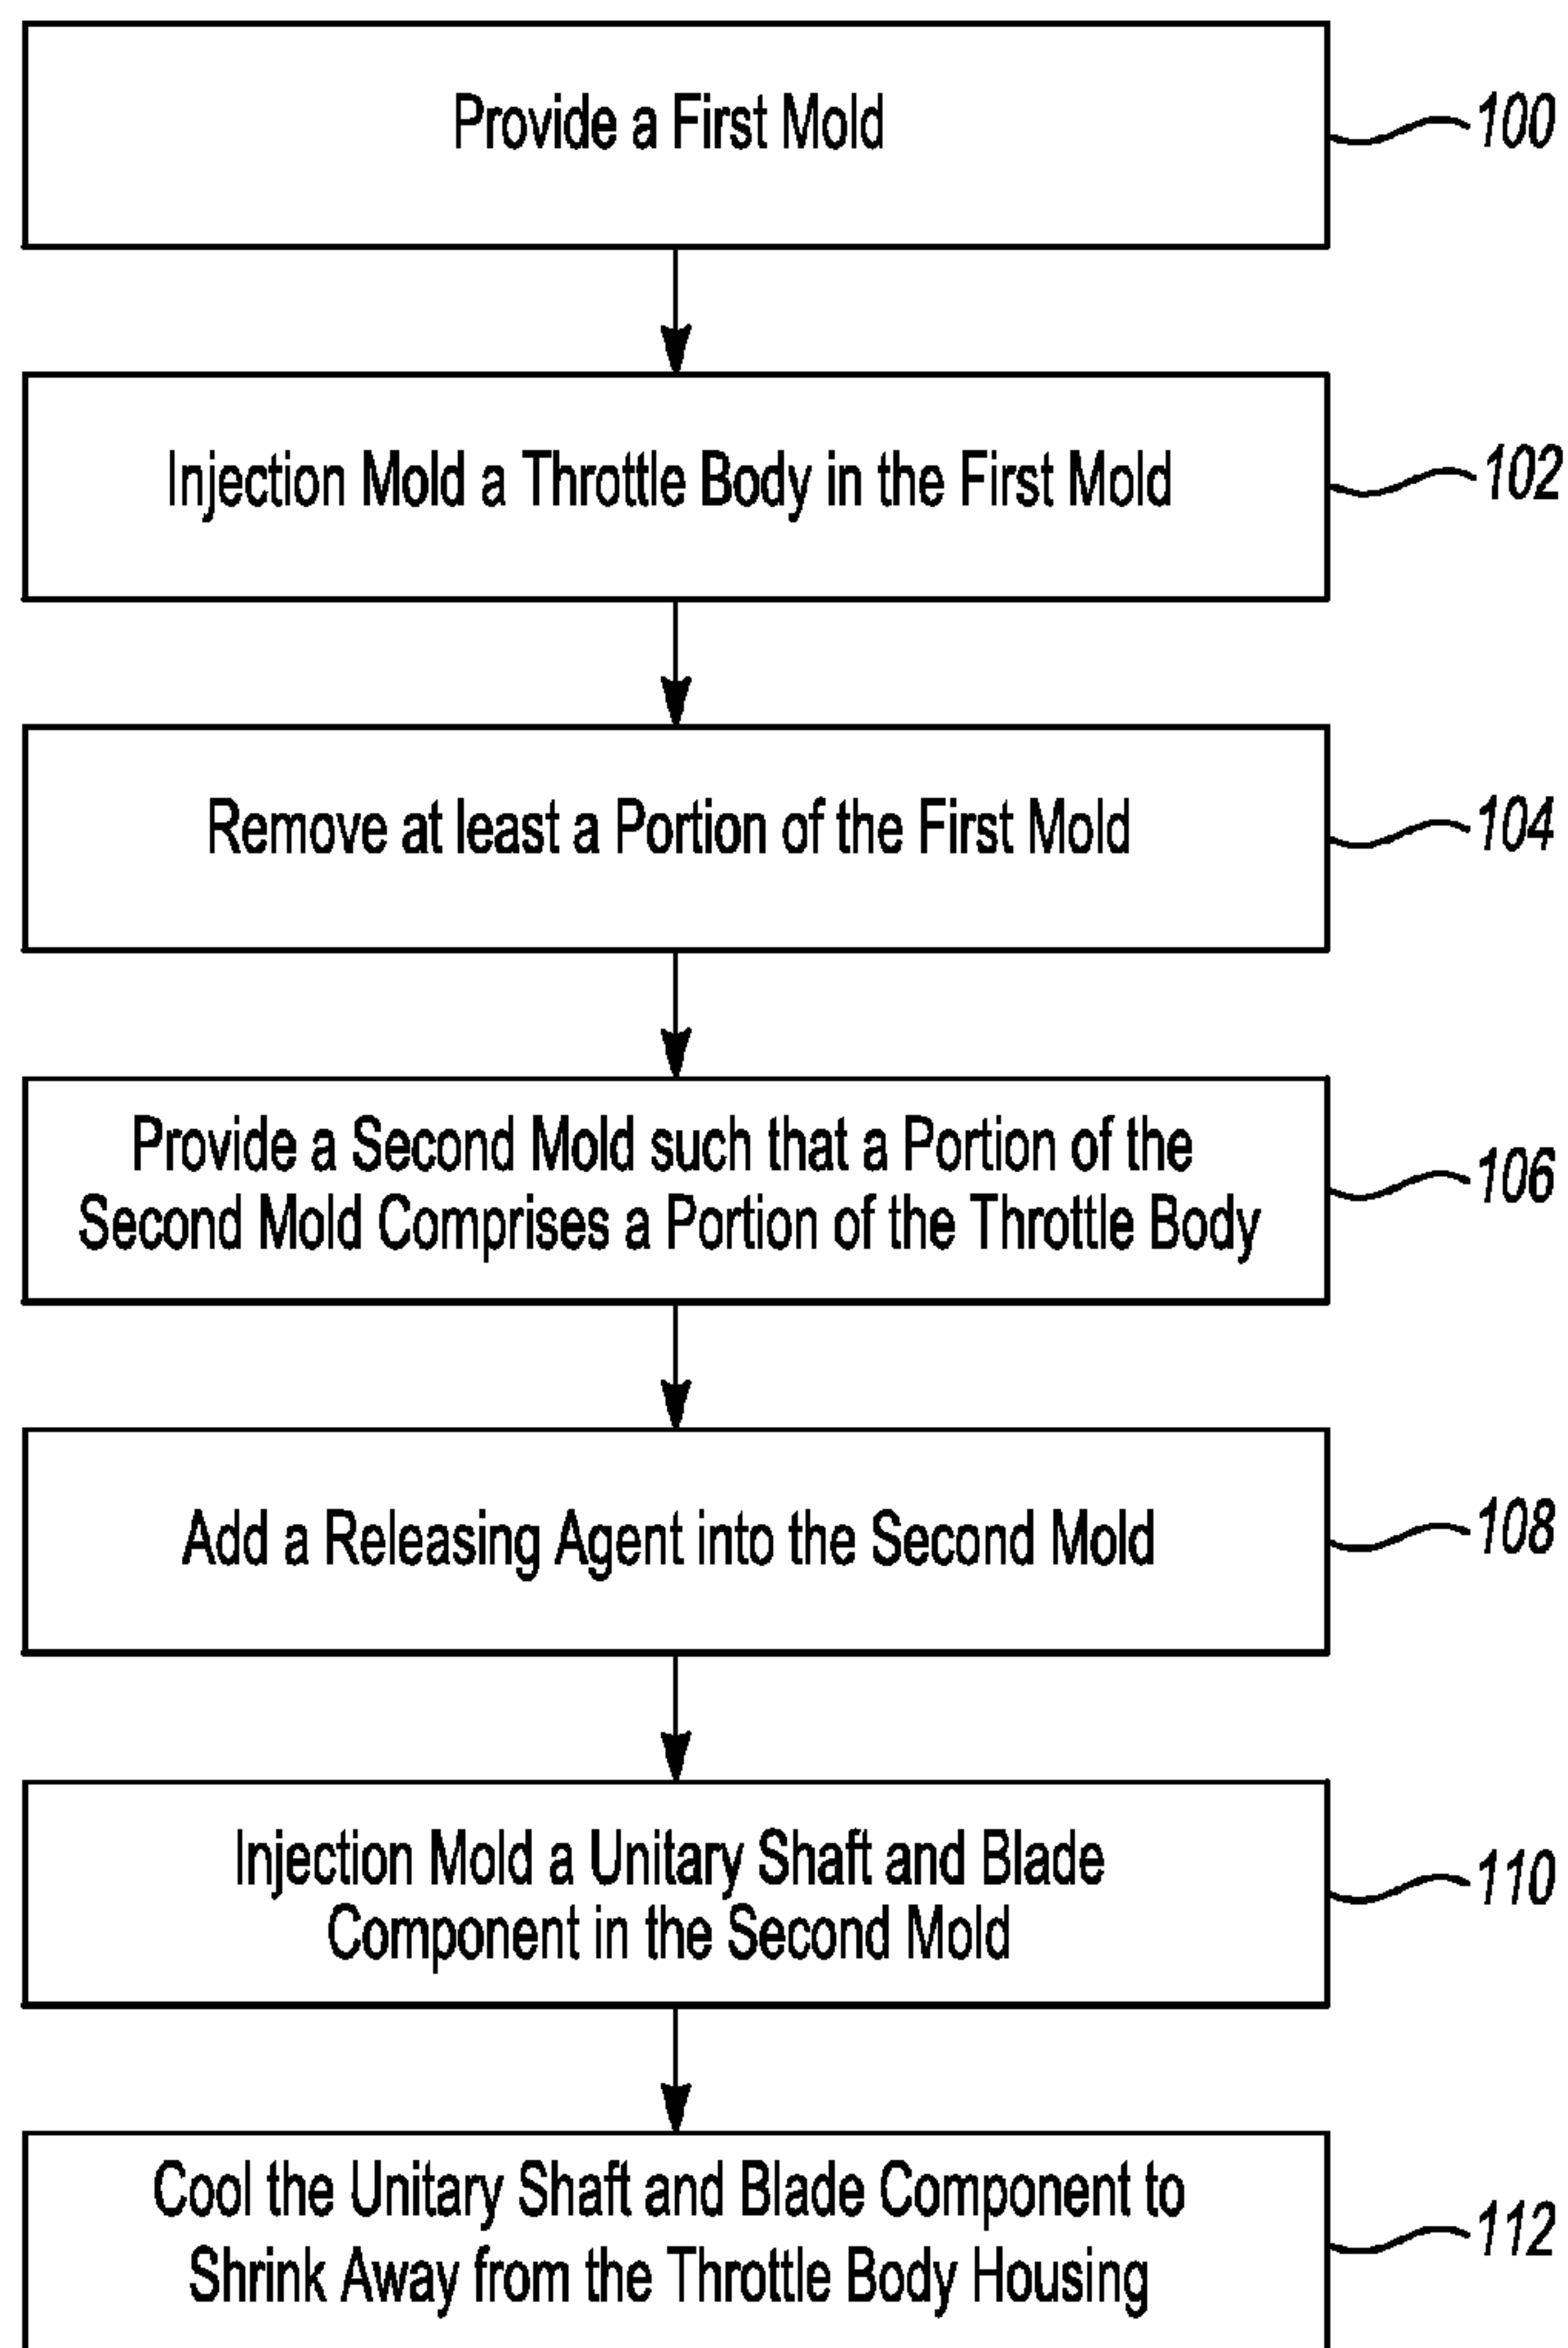 Provide a First Mold
100
Injection Mold a Throttle Body in the First Mold
102
Remove at least a Portion of the First Mold
104
Provide a Second Mold such that a Portion of the
Second Mold Comprises a Portion of the Throttle Body
106
Add a Releasing Agent into the Second Mold
108
Injection Mold a Unitary Shaft and Blade
Component in the Second Mold
110
Cool the Unitary Shaft and Blade Component to
Shrink Away from the Throttle Body Housing
112